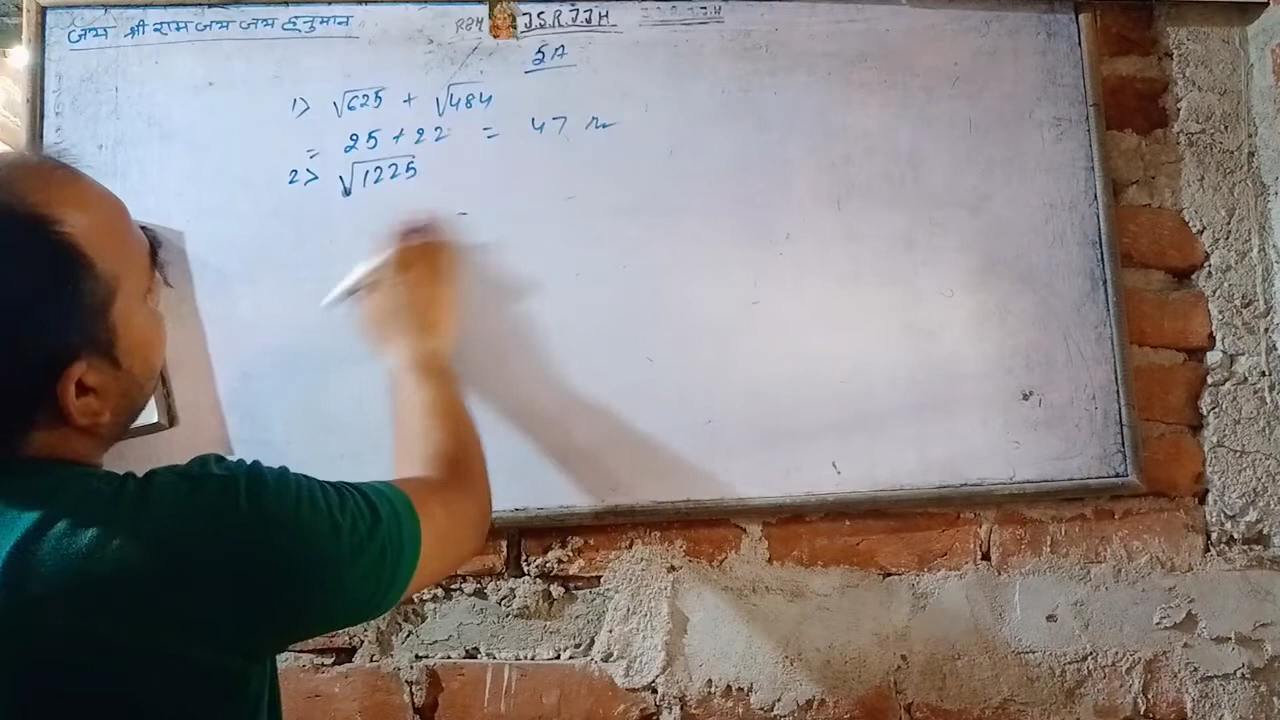 जय श्री राम जय जय हनुमान
J.S.R.J.J.H
5A
1> √625 + √484
= 25 + 22 = 47
2> √1225